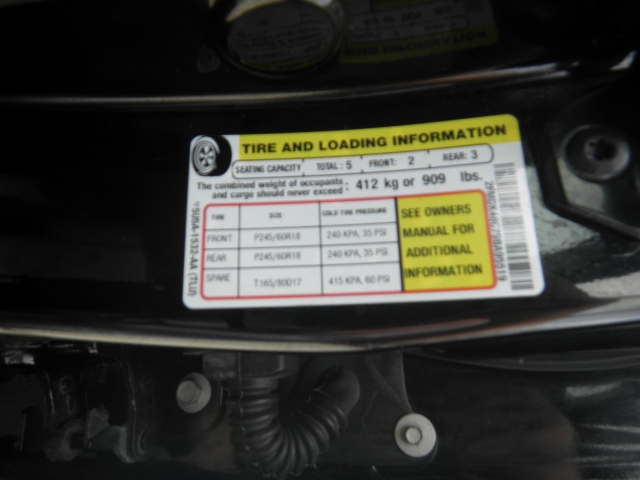 TIRE AND LOADING INFORMATION
SEATING CAPACITY TOTAL : 5 FRONT: 2 REAR: 3
The combined weight of occupants and cargo should never exceed : 412 kg or 909 lbs.
TIRE SIZE COLD TIRE PRESSURE
FRONT P245/60R18 240 KPA, 35 PSI
REAR P245/60R18 240 KPA, 35 PSI
SPARE T165/80D17 415 KPA, 60 PSI
SEE OWNERS
MANUAL FOR
ADDITIONAL
INFORMATION